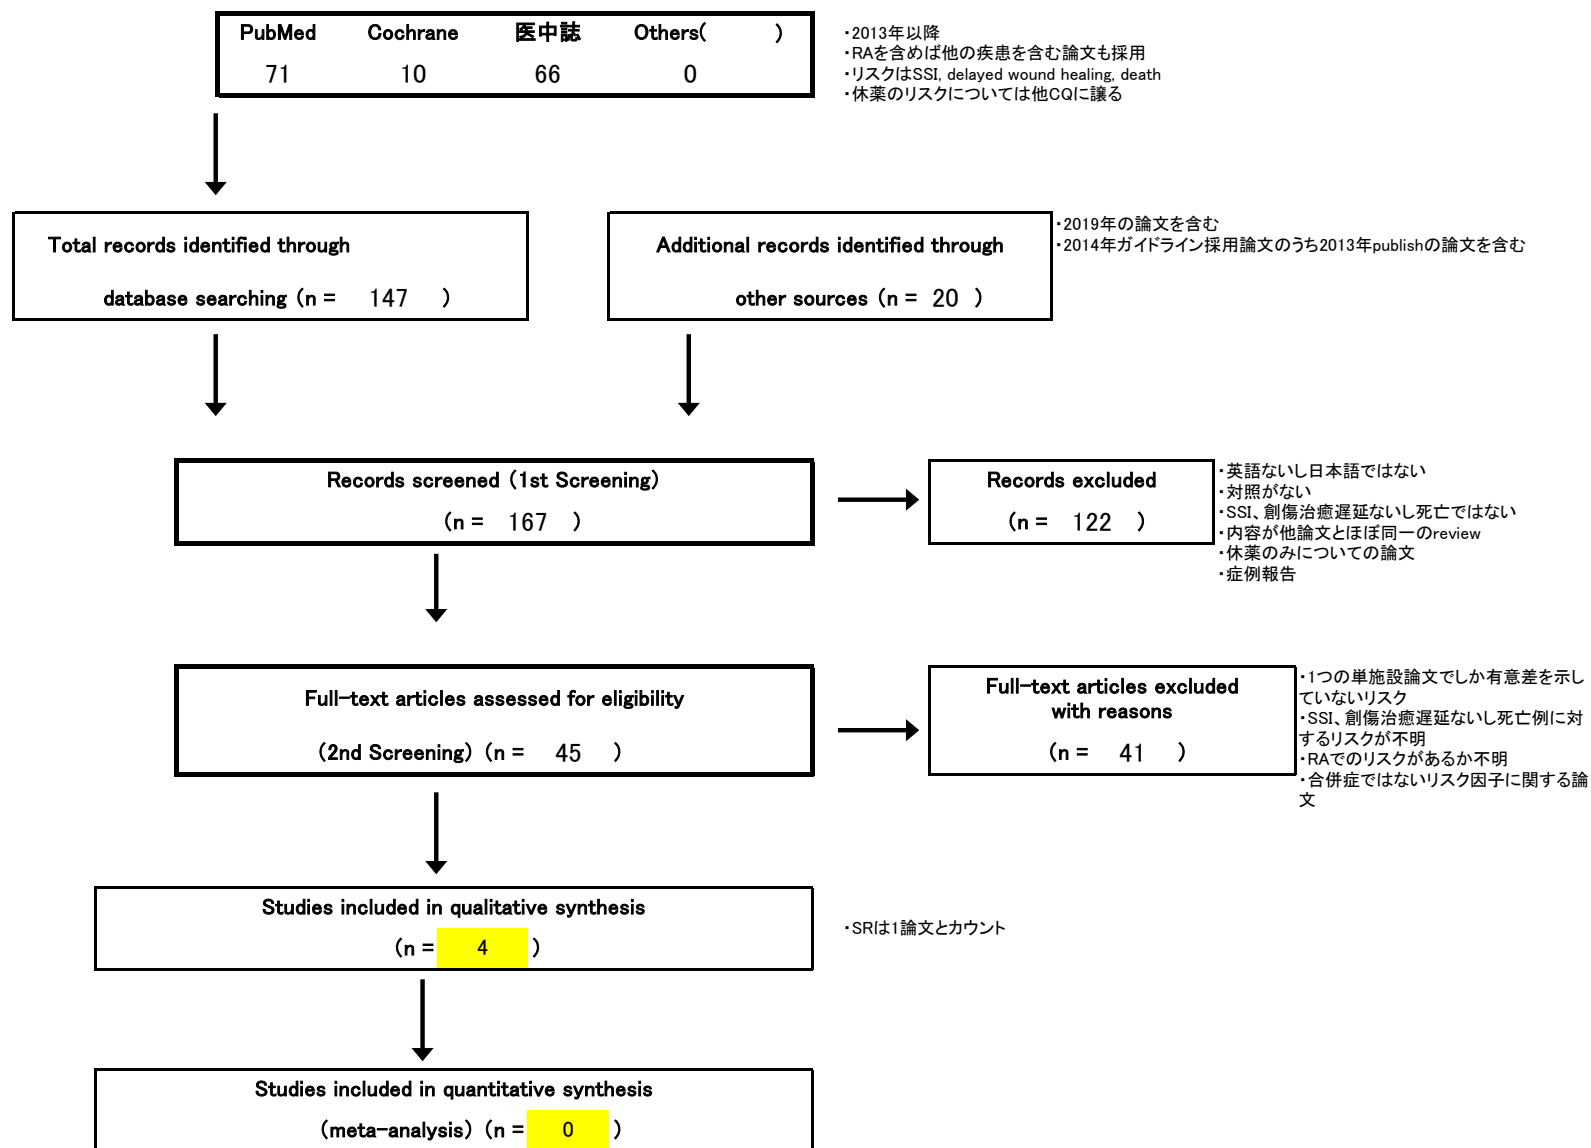 PubMed Cochrane 医中誌 Others( )
71 10 66 0
・2013年以降
・RAを含めば他の疾患を含む論文も採用
・リスクはSSI, delayed wound healing, death
・休薬のリスクについては他CQに譲る
Total records identified through
database searching (n = 147 )
Additional records identified through
other sources (n = 20 )
・2019年の論文を含む
・2014年ガイドライン採用論文のうち2013年publishの論文を含む
Records screened (1st Screening)
(n = 167 )
Records excluded
(n = 122 )
・英語ないし日本語ではない
・対照がない
・SSI、創傷治癒遅延ないし死亡ではない
・内容が他論文とほぼ同一のreview
・休薬のみについての論文
・症例報告
Full-text articles assessed for eligibility
(2nd Screening) (n = 45 )
Full-text articles excluded
with reasons
(n = 41 )
・1つの単施設論文でしか有意差を示し
ていないリスク
・SSI、創傷治癒遅延ないし死亡例に対
するリスクが不明
・RAでのリスクがあるか不明
・合併症ではないリスク因子に関する論
文
Studies included in qualitative synthesis
(n = 4 )
・SRは1論文とカウント
Studies included in quantitative synthesis
(meta-analysis) (n = 0 )